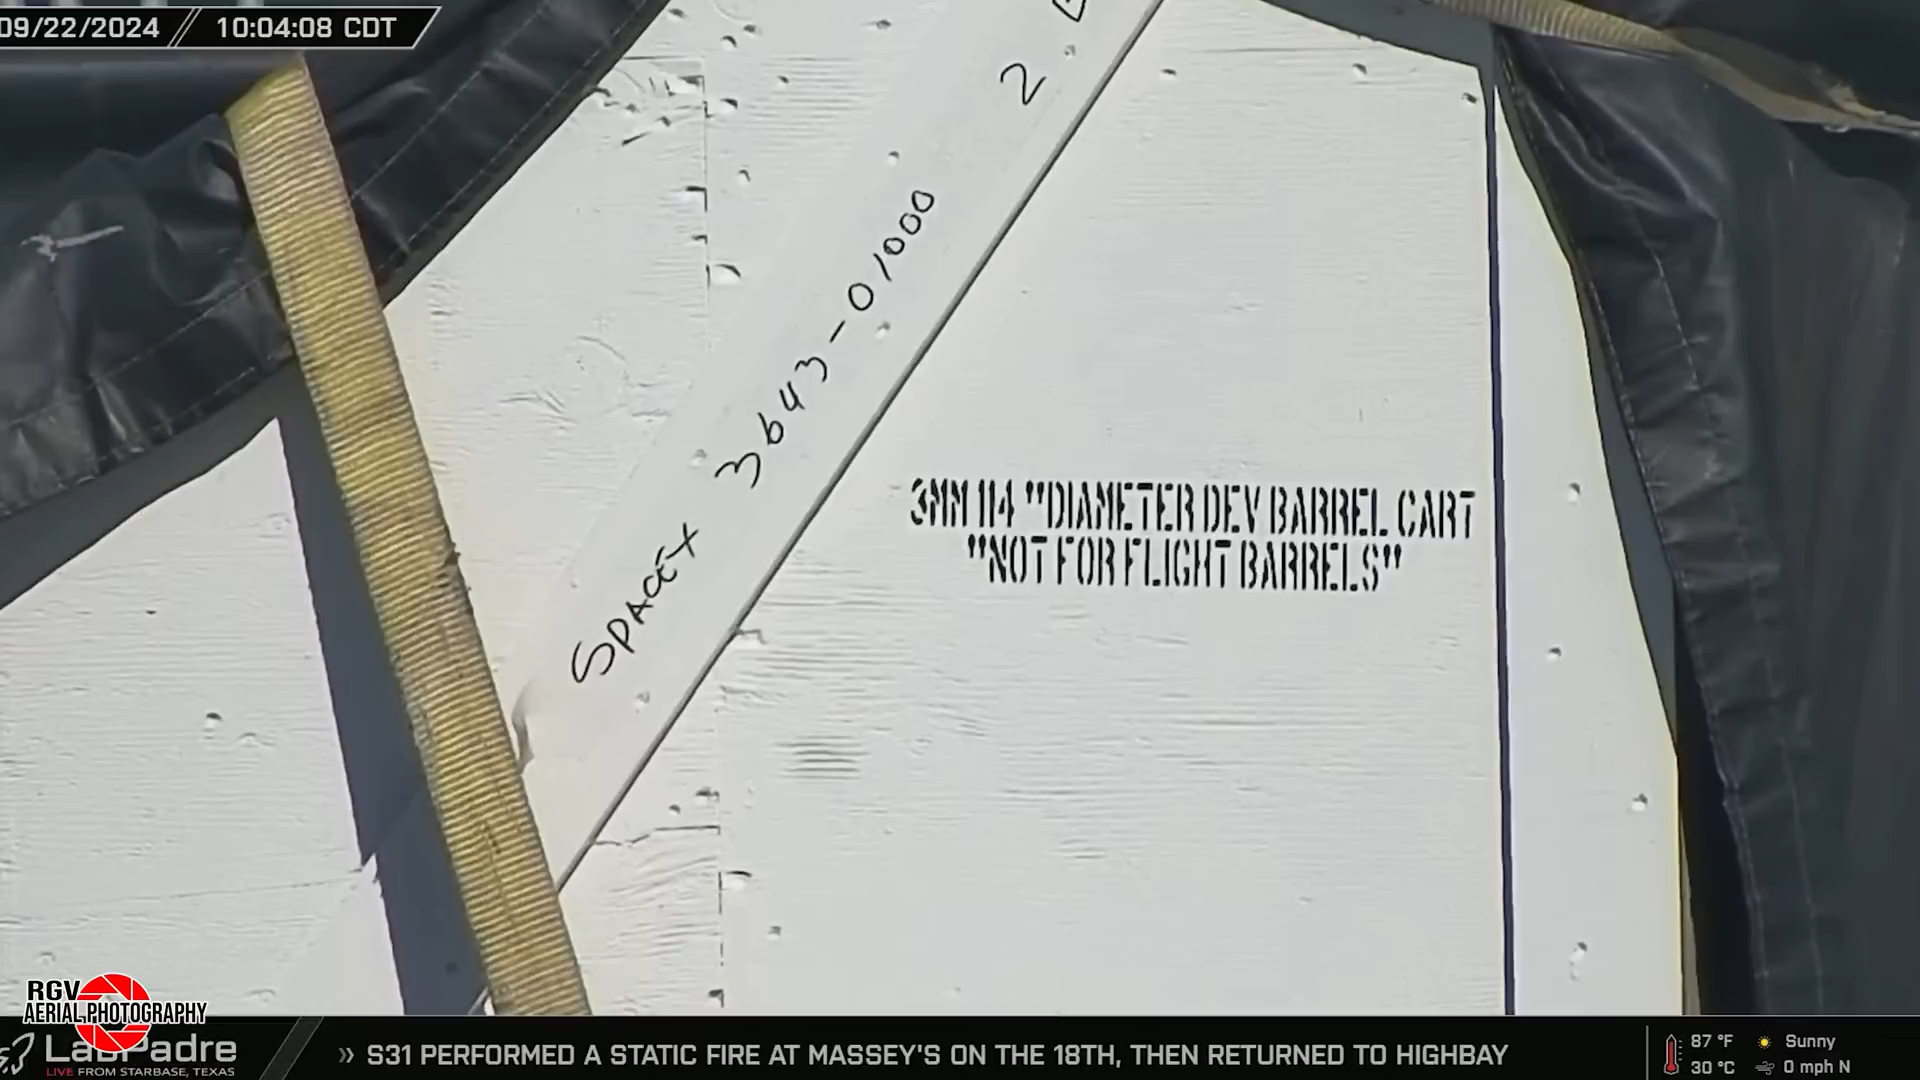 09/22/2024 // 10:04:08 CDT
2
SPACEX 3643-01000
3MM 114 "DIAMETER DEV BARREL CART
"NOT FOR FLIGHT BARRELS"
RGV
AERIAL PHOTOGRAPHY
LabPadre
LIVE FROM STARBASE, TEXAS
» S31 PERFORMED A STATIC FIRE AT MASSEY'S ON THE 18TH, THEN RETURNED TO HIGHBAY
87 °F Sunny
30 °C 0 mph N